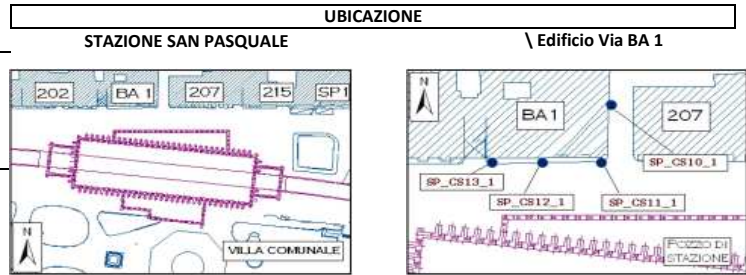 UBICAZIONE
STAZIONE SAN PASQUALE
\ Edificio Via BA 1
202
BA 1
207
215
SP1
N
VILLA COMUNALE
N
BA1
207
SP_CS10_1
SP_CS13_1
SP_CS12_1
SP_CS11_1
POZZO DI
STAZIONE